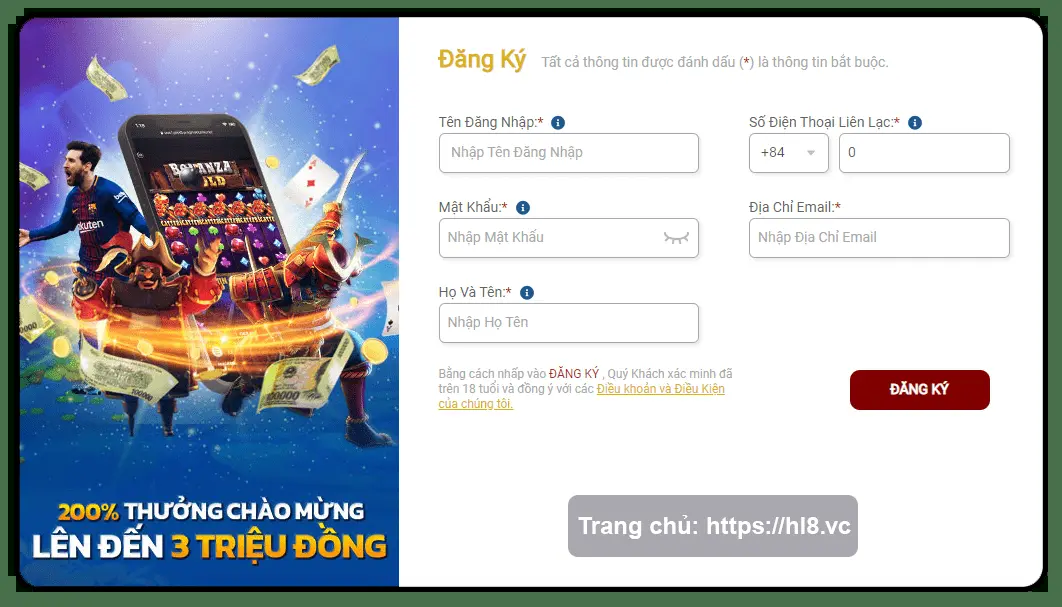 Đăng Ký Tất cả thông tin được đánh dấu (*) là thông tin bắt buộc.
Tên Đăng Nhập:*
Số Điện Thoại Liên Lạc:*
Nhập Tên Đăng Nhập
+84
0
Mật Khẩu:*
Địa Chỉ Email:*
Nhập Mật Khẩu
Nhập Địa Chỉ Email
Họ Và Tên:*
Nhập Họ Tên
Bằng cách nhấp vào ĐĂNG KÝ , Quý Khách xác minh đã
trên 18 tuổi và đồng ý với các Điều khoản và Điều Kiện
của chúng tôi.
ĐĂNG KÝ
Trang chủ: https://hl8.vc
BONANZA
GOLD
200% THƯỞNG CHÀO MỪNG
LÊN ĐẾN 3 TRIỆU ĐỒNG